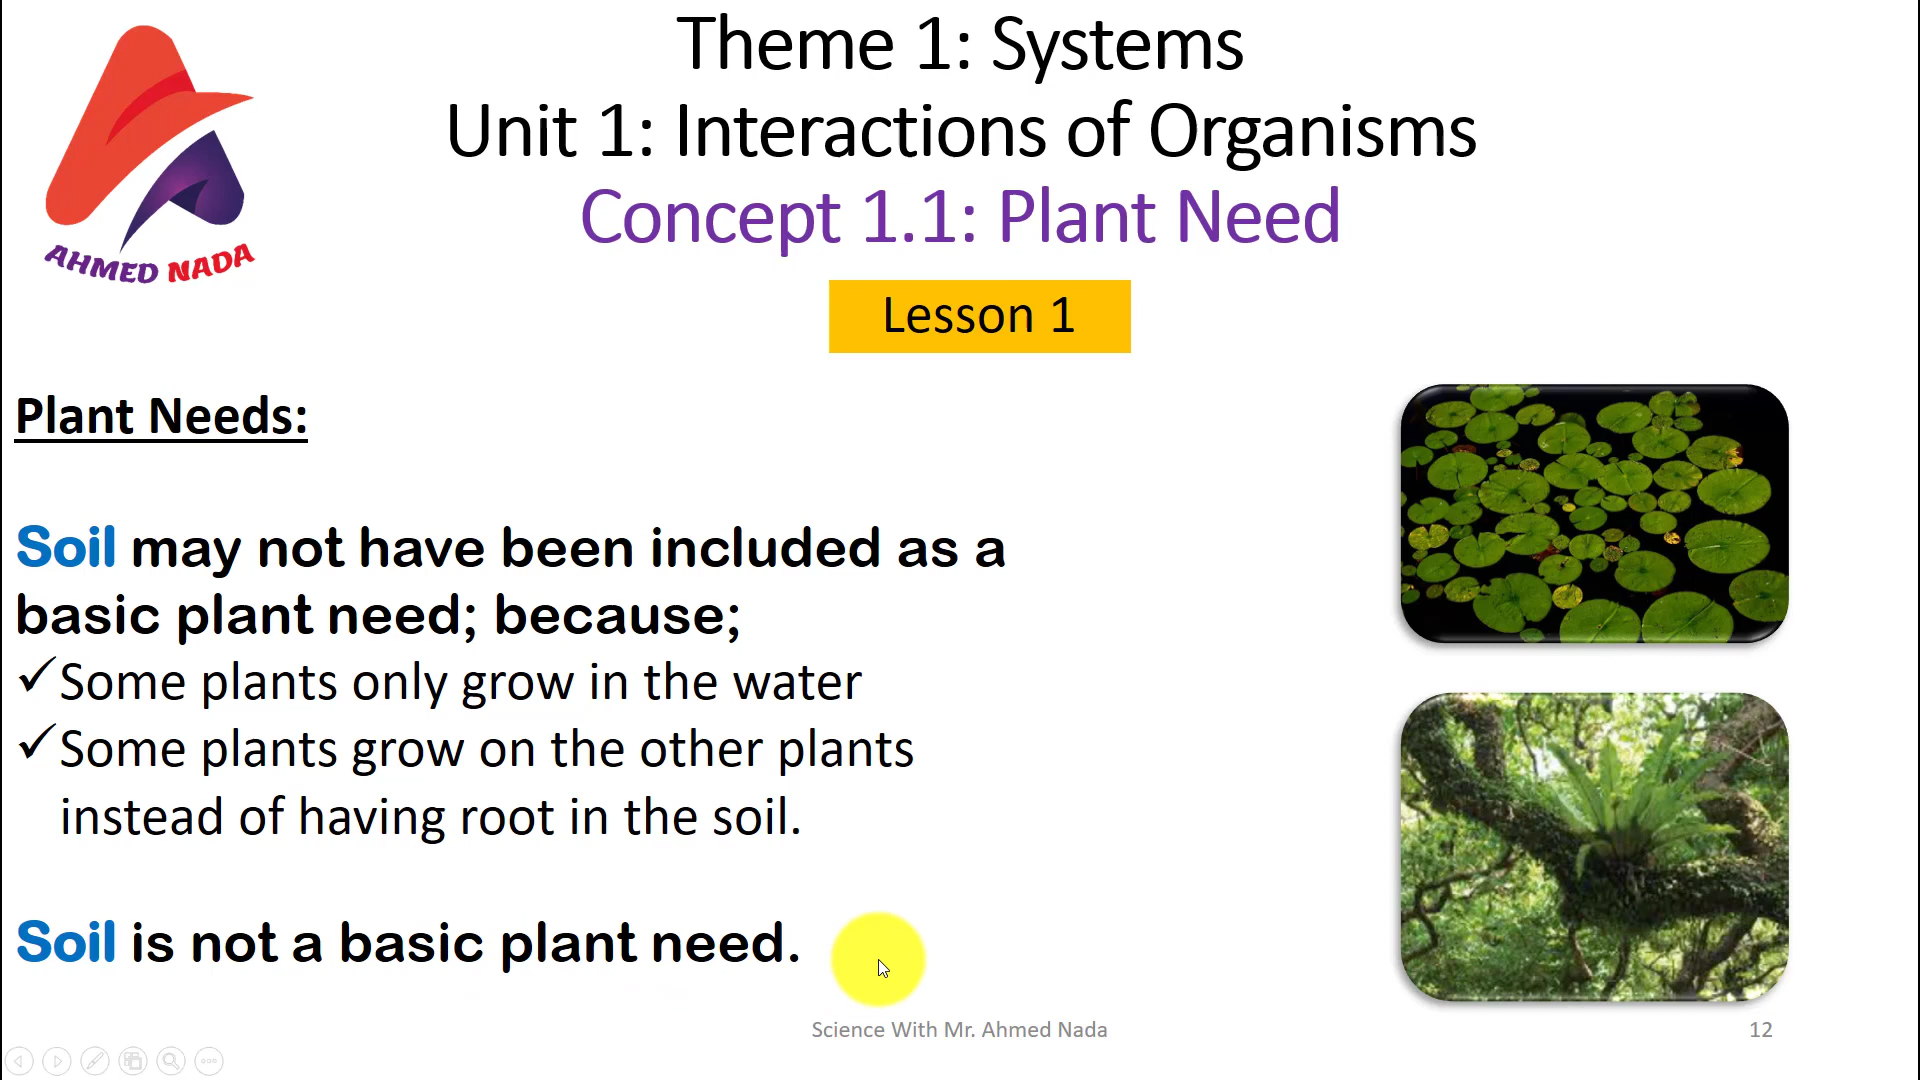 Theme 1: Systems
Unit 1: Interactions of Organisms
Concept 1.1: Plant Need
AHMED NADA
Lesson 1
Plant Needs:
Soil may not have been included as a
basic plant need; because;
✓Some plants only grow in the water
✓Some plants grow on the other plants
instead of having root in the soil.
Soil is not a basic plant need.
Science With Mr. Ahmed Nada
12